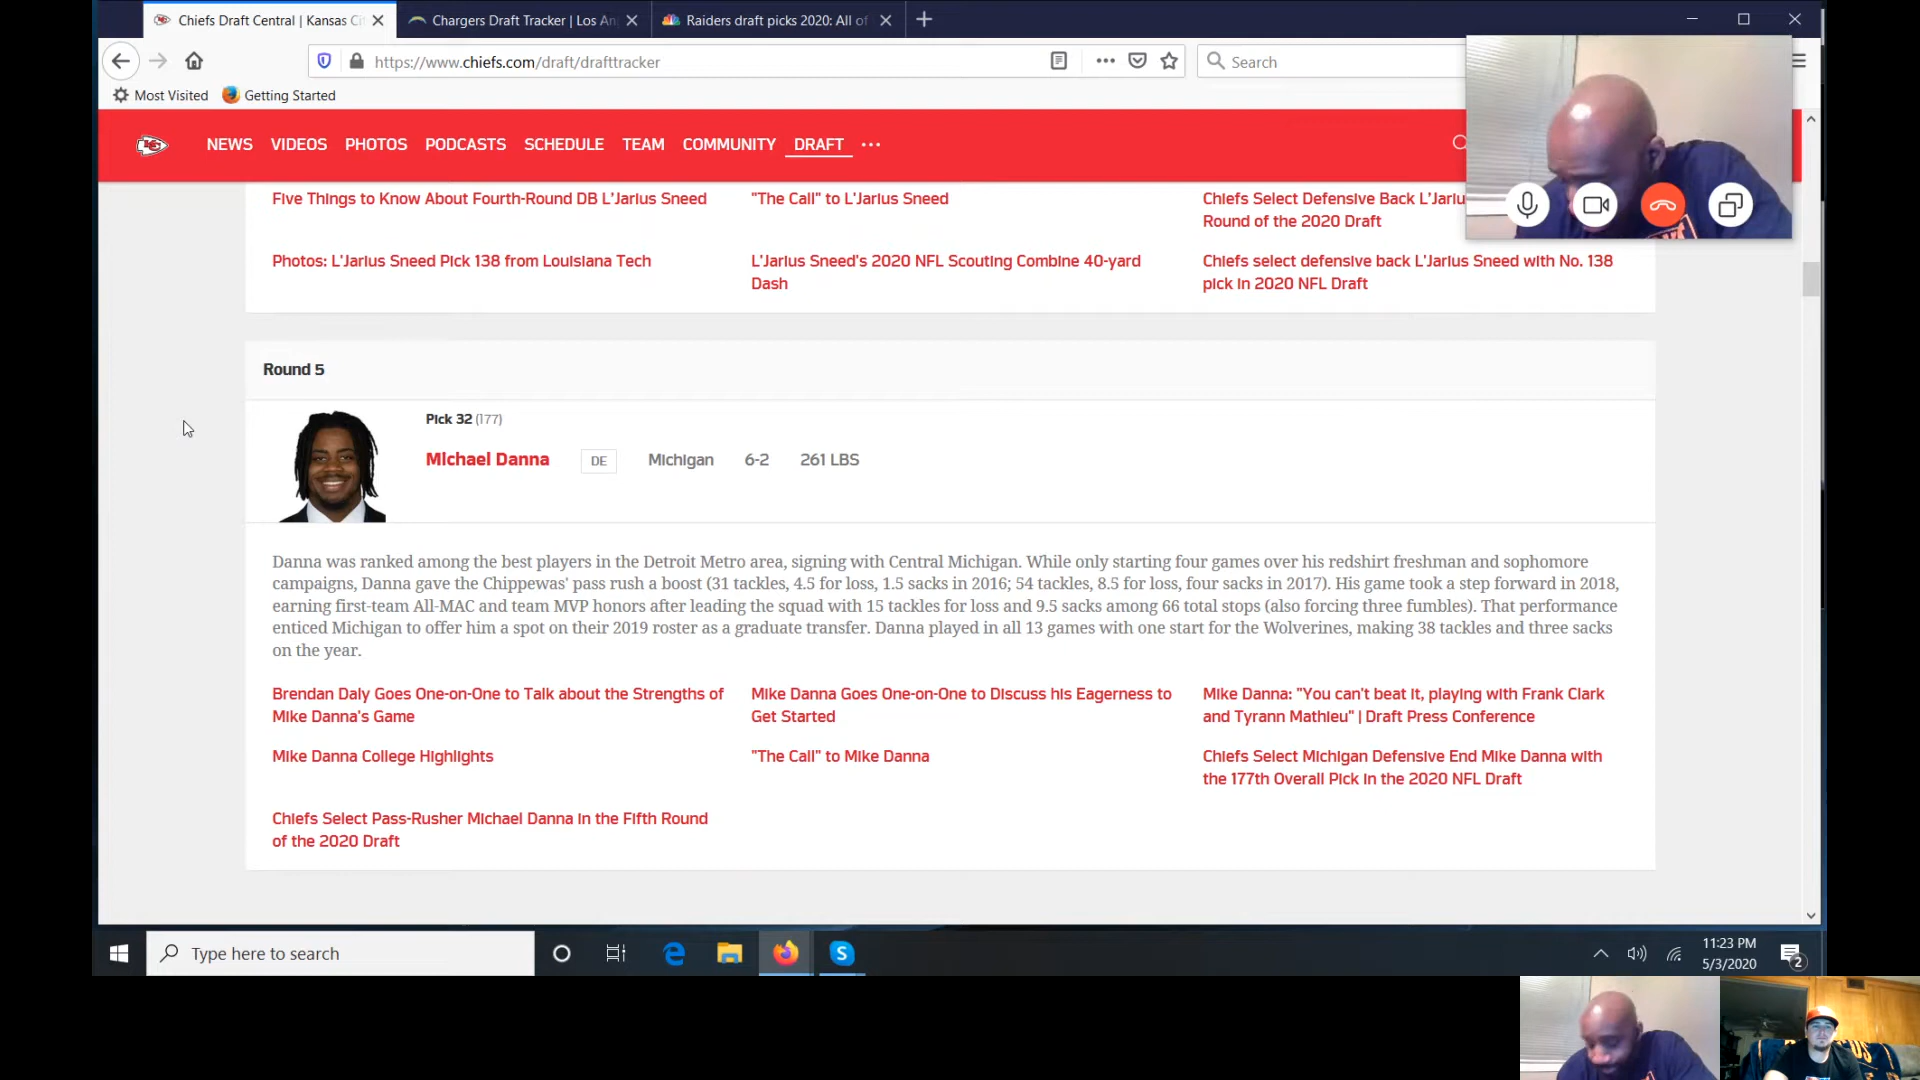 Chiefs Draft Central | Kansas Ci
Chargers Draft Tracker | Los An
Raiders draft picks 2020: All of
https://www.chiefs.com/draft/drafttracker
Search
Most Visited
Getting Started
KC
NEWS VIDEOS PHOTOS PODCASTS SCHEDULE TEAM COMMUNITY DRAFT
Five Things to Know About Fourth-Round DB L'Jarius Sneed
"The Call" to L'Jarius Sneed
Chiefs Select Defensive Back L'Jariu
Round of the 2020 Draft
Photos: L'Jarius Sneed Pick 138 from Louisiana Tech
L'Jarius Sneed's 2020 NFL Scouting Combine 40-yard
Dash
Chiefs select defensive back L'Jarius Sneed with No. 138
pick in 2020 NFL Draft
Round 5
Pick 32 (177)
Michael Danna DE Michigan 6-2 261 LBS
Danna was ranked among the best players in the Detroit Metro area, signing with Central Michigan. While only starting four games over his redshirt freshman and sophomore
campaigns, Danna gave the Chippewas' pass rush a boost (31 tackles, 4.5 for loss, 1.5 sacks in 2016; 54 tackles, 8.5 for loss, four sacks in 2017). His game took a step forward in 2018,
earning first-team All-MAC and team MVP honors after leading the squad with 15 tackles for loss and 9.5 sacks among 66 total stops (also forcing three fumbles). That performance
enticed Michigan to offer him a spot on their 2019 roster as a graduate transfer. Danna played in all 13 games with one start for the Wolverines, making 38 tackles and three sacks
on the year.
Brendan Daly Goes One-on-One to Talk about the Strengths of
Mike Danna's Game
Mike Danna Goes One-on-One to Discuss his Eagerness to
Get Started
Mike Danna: "You can't beat it, playing with Frank Clark
and Tyrann Mathieu" | Draft Press Conference
Mike Danna College Highlights
"The Call" to Mike Danna
Chiefs Select Michigan Defensive End Mike Danna with
the 177th Overall Pick in the 2020 NFL Draft
Chiefs Select Pass-Rusher Michael Danna in the Fifth Round
of the 2020 Draft
Type here to search
11:23 PM
5/3/2020
2